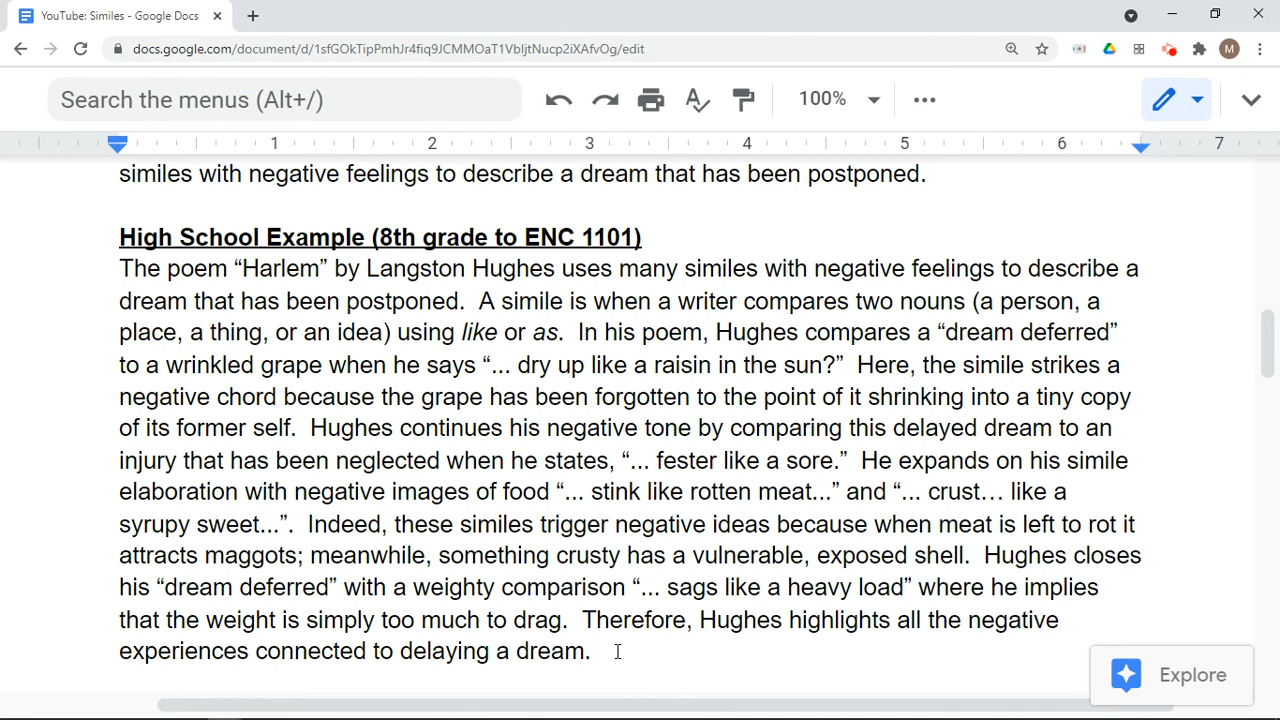 YouTube: Similes - Google Docs
docs.google.com/document/d/1sfGOkTipPmhJr4fiq9JCMMOaT1VbljtNucp2iXAfvOg/edit
M
Search the menus (Alt+/)
100%
1 2 3 4 5 6 7
similes with negative feelings to describe a dream that has been postponed.
High School Example (8th grade to ENC 1101)
The poem “Harlem” by Langston Hughes uses many similes with negative feelings to describe a
dream that has been postponed.  A simile is when a writer compares two nouns (a person, a
place, a thing, or an idea) using like or as.  In his poem, Hughes compares a “dream deferred”
to a wrinkled grape when he says “... dry up like a raisin in the sun?”  Here, the simile strikes a
negative chord because the grape has been forgotten to the point of it shrinking into a tiny copy
of its former self.  Hughes continues his negative tone by comparing this delayed dream to an
injury that has been neglected when he states, “... fester like a sore.”  He expands on his simile
elaboration with negative images of food “... stink like rotten meat...” and “... crust… like a
syrupy sweet...”.  Indeed, these similes trigger negative ideas because when meat is left to rot it
attracts maggots; meanwhile, something crusty has a vulnerable, exposed shell.  Hughes closes
his “dream deferred” with a weighty comparison “... sags like a heavy load” where he implies
that the weight is simply too much to drag.  Therefore, Hughes highlights all the negative
experiences connected to delaying a dream.
Explore